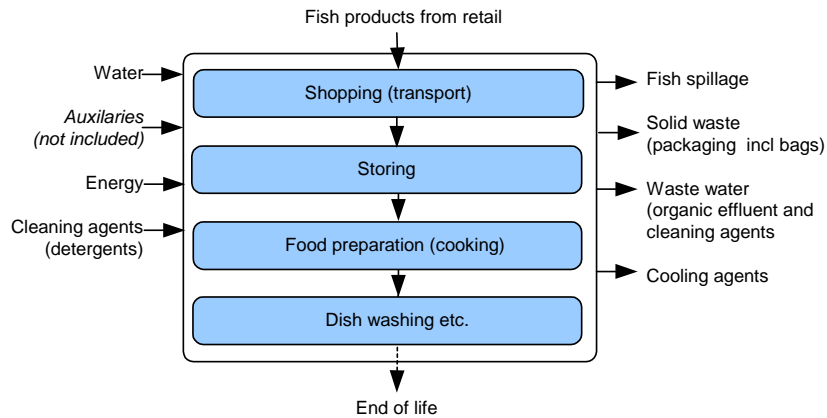 Fish products from retail
Water
Auxilaries
(not included)
Energy
Cleaning agents
(detergents)
Shopping (transport)
Storing
Food preparation (cooking)
Dish washing etc.
Fish spillage
Solid waste
(packaging incl bags)
Waste water
(organic effluent and
cleaning agents
Cooling agents
End of life